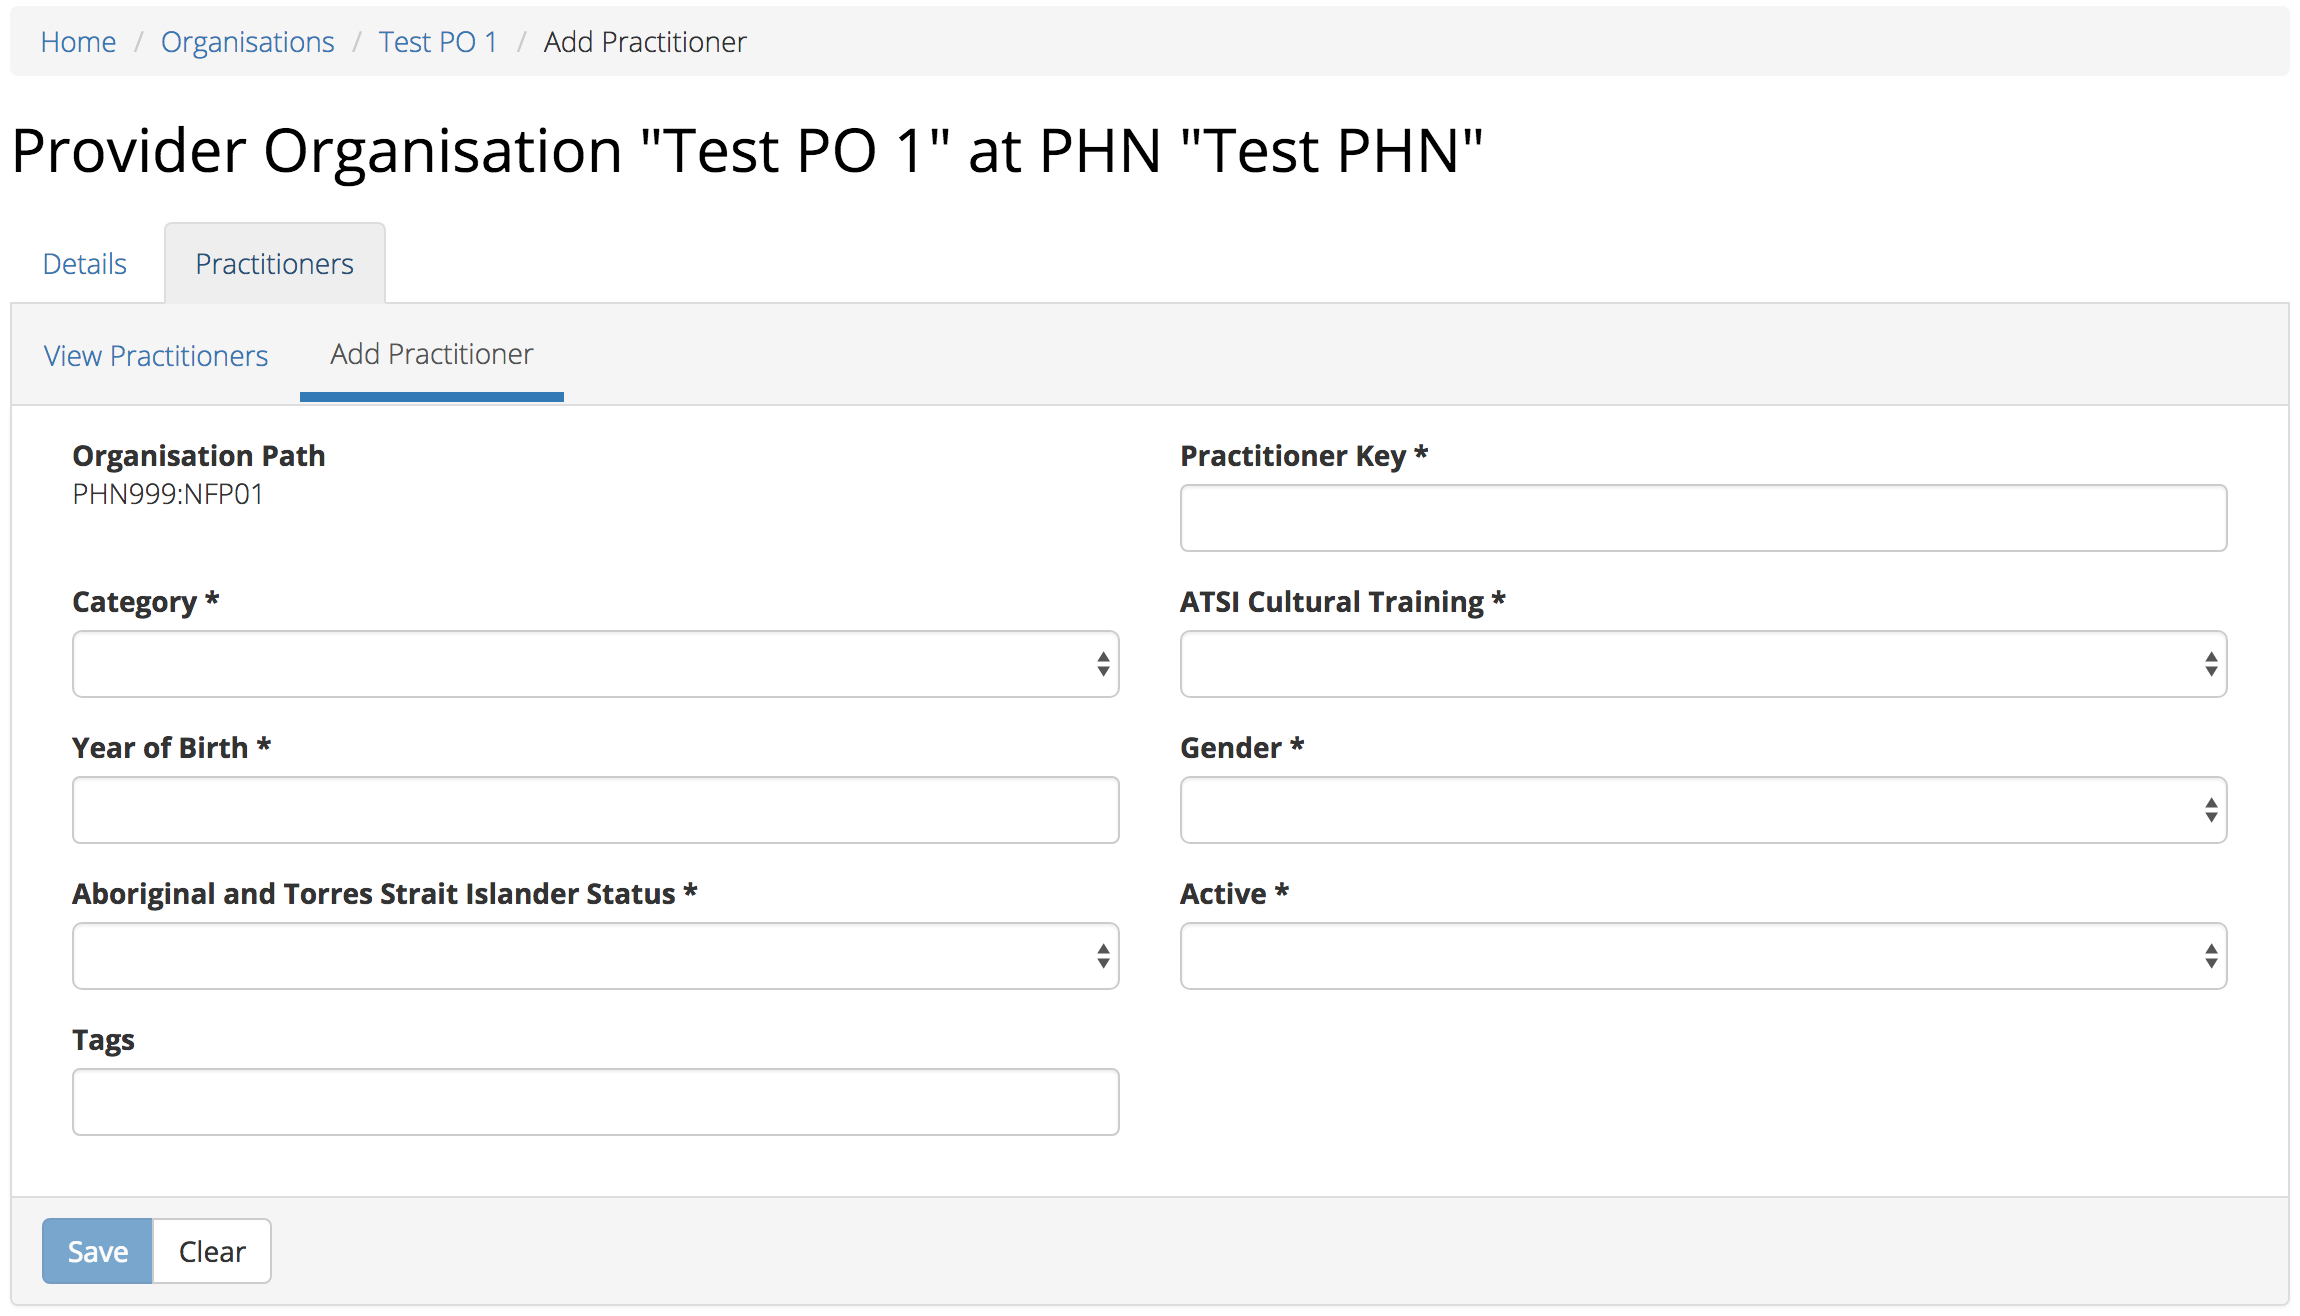 Home / Organisations / Test PO 1 / Add Practitioner
Provider Organisation "Test PO 1" at PHN "Test PHN"
Details Practitioners
View Practitioners Add Practitioner
Organisation Path
PHN999:NFP01
Practitioner Key *
Category *
ATSI Cultural Training *
Year of Birth *
Gender *
Aboriginal and Torres Strait Islander Status *
Active *
Tags
Save Clear